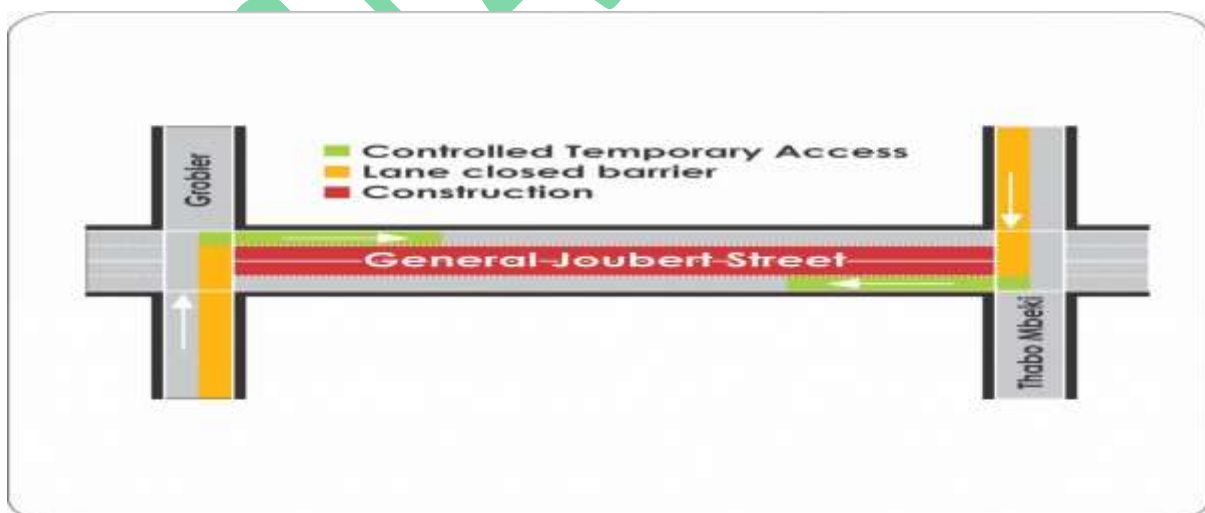 Grobler
Controlled Temporary Access
Lane closed barrier
Construction
General Joubert Street
Thabo Mbeki